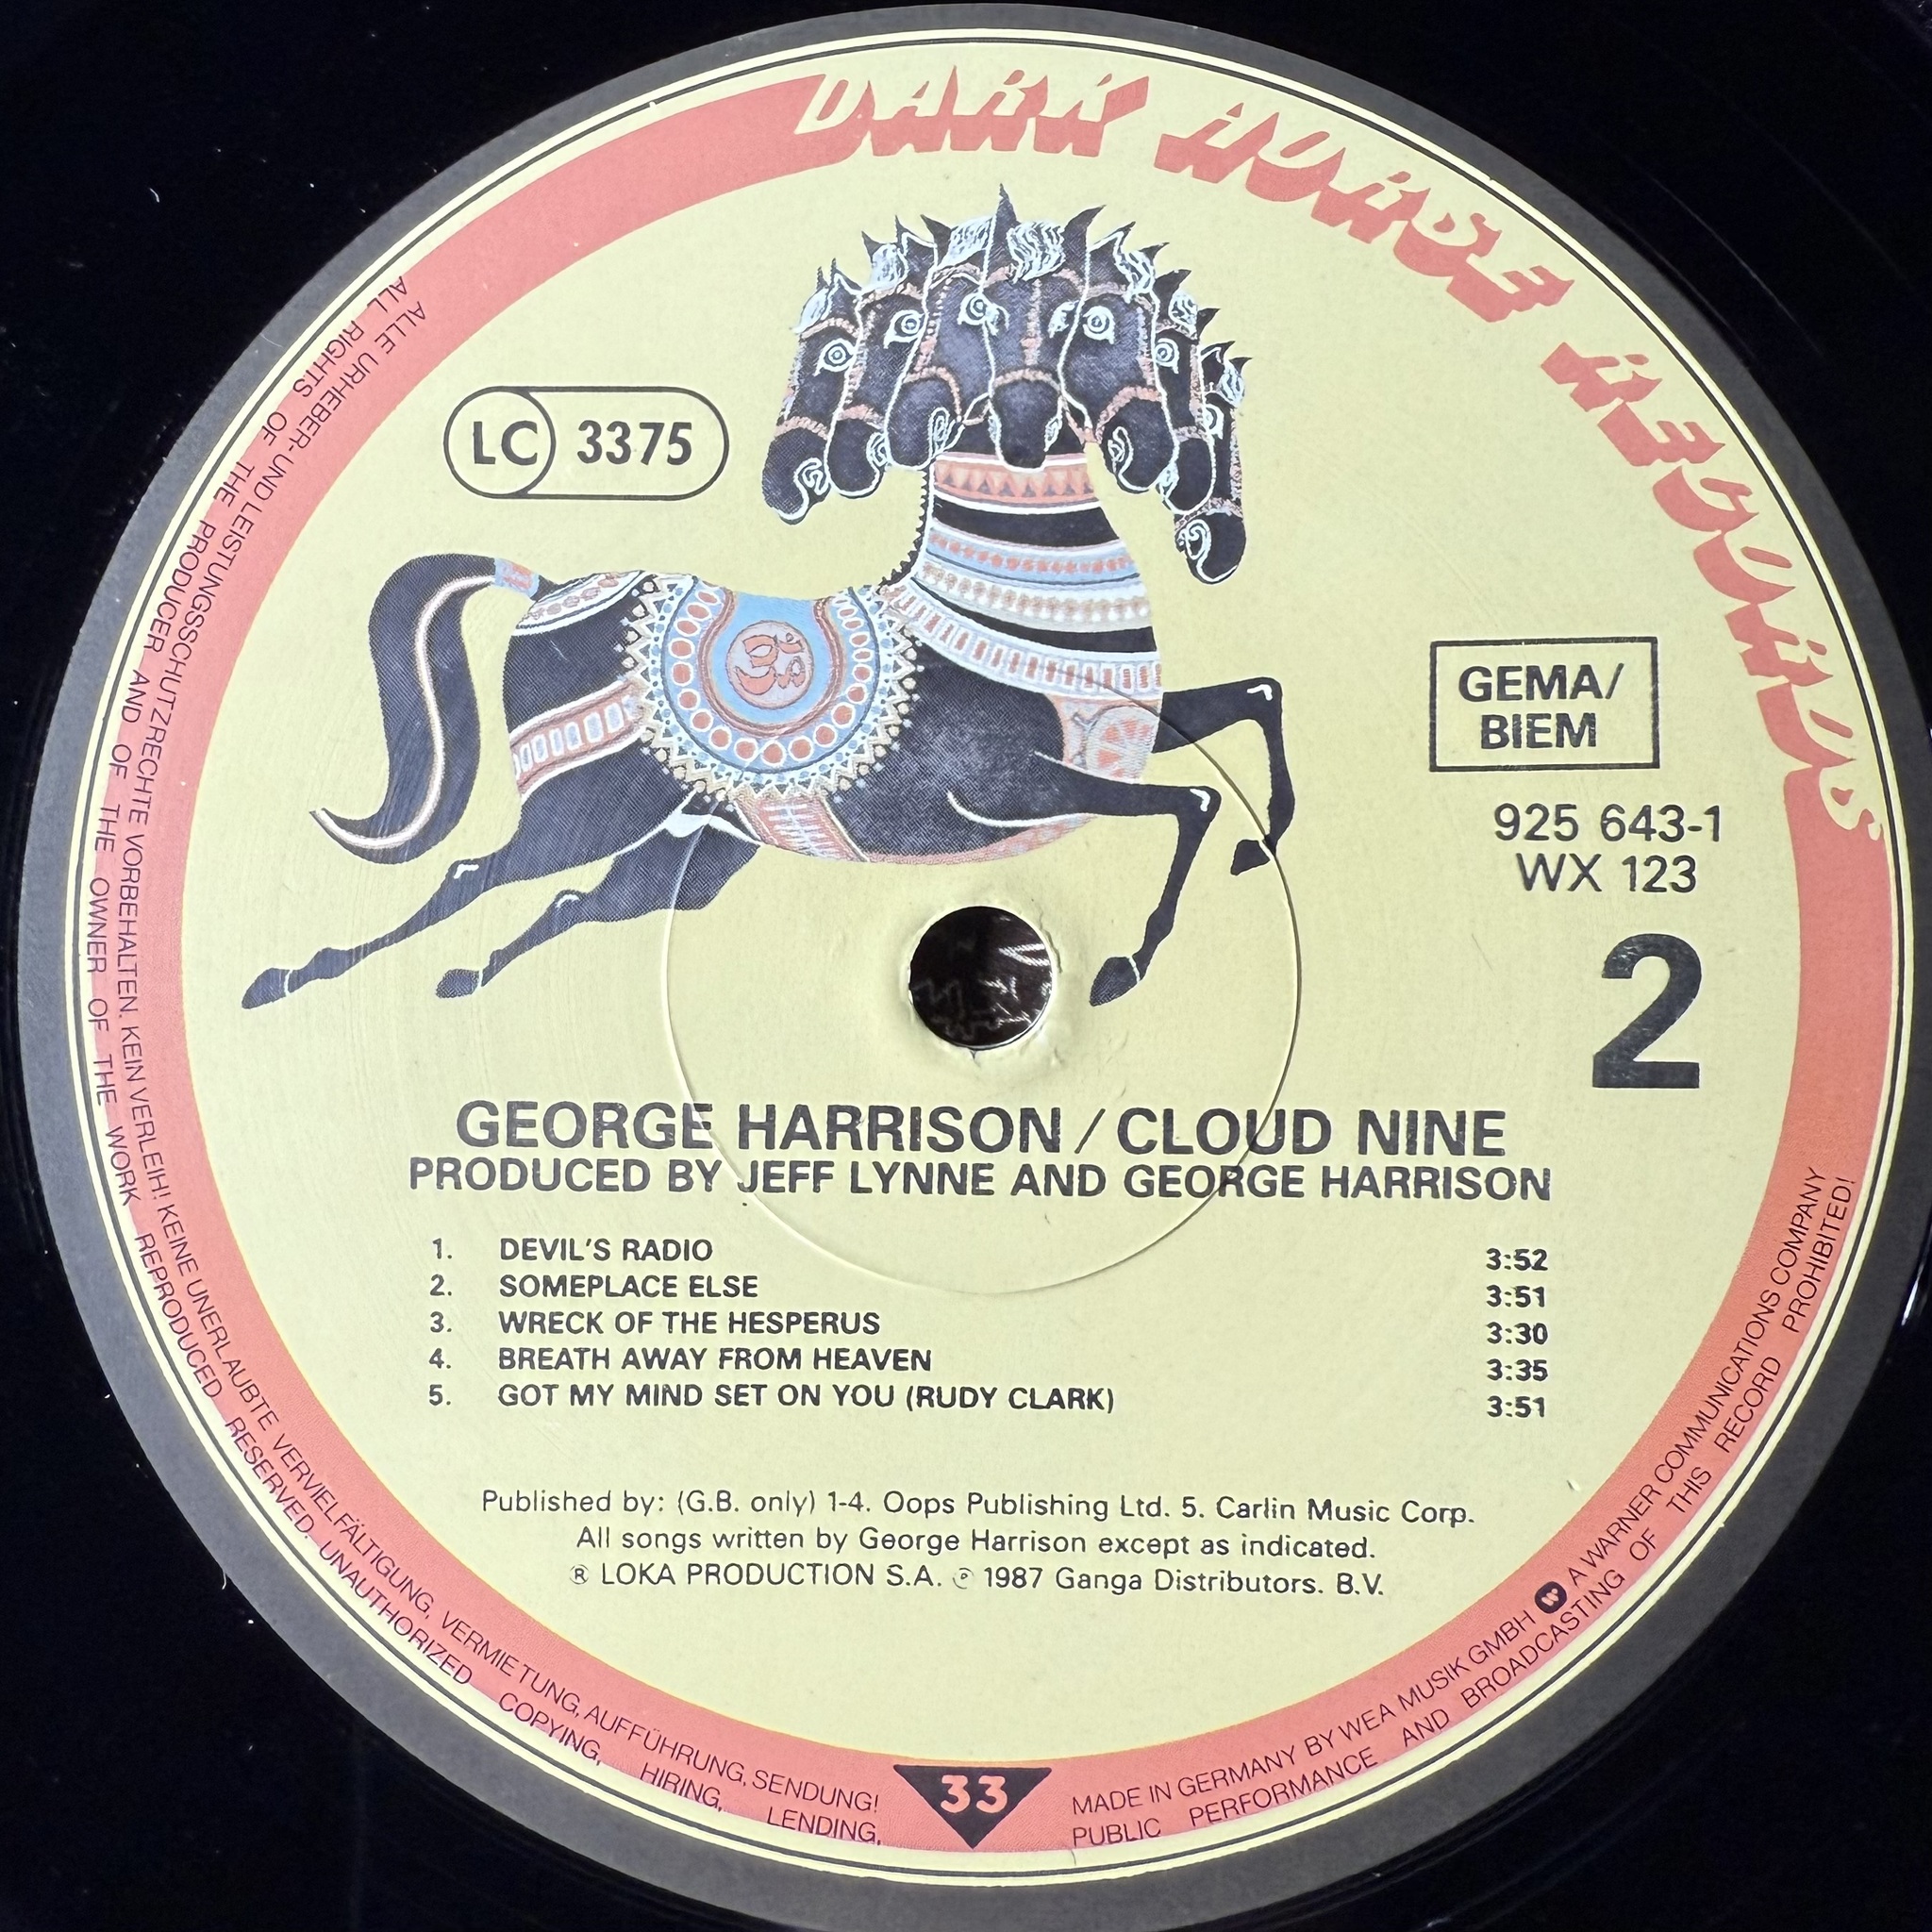 DARK HORSE RECORDS
LC 3375
GEMA/
BIEM
925 643-1
WX 123
2
GEORGE HARRISON / CLOUD NINE
PRODUCED BY JEFF LYNNE AND GEORGE HARRISON
1. DEVIL'S RADIO 3:52
2. SOMEPLACE ELSE 3:51
3. WRECK OF THE HESPERUS 3:30
4. BREATH AWAY FROM HEAVEN 3:35
5. GOT MY MIND SET ON YOU (RUDY CLARK) 3:51
Published by: (G.B. only) 1-4. Oops Publishing Ltd. 5. Carlin Music Corp.
All songs written by George Harrison except as indicated.
® LOKA PRODUCTION S.A. ℗ 1987 Ganga Distributors. B.V.
ALLE URHEBER- UND LEISTUNGSSCHUTZRECHTE VORBEHALTEN. KEIN VERLEIH! KEINE UNERLAUBTE VERVIELFÄLTIGUNG, VERMIETUNG, AUFFÜHRUNG, SENDUNG!
ALL RIGHTS OF THE PRODUCER AND OF THE OWNER OF THE WORK REPRODUCED RESERVED. UNAUTHORIZED COPYING, HIRING, LENDING,
33
MADE IN GERMANY BY WEA MUSIK GMBH A WARNER COMMUNICATIONS COMPANY
PUBLIC PERFORMANCE AND BROADCASTING OF THIS RECORD PROHIBITED!